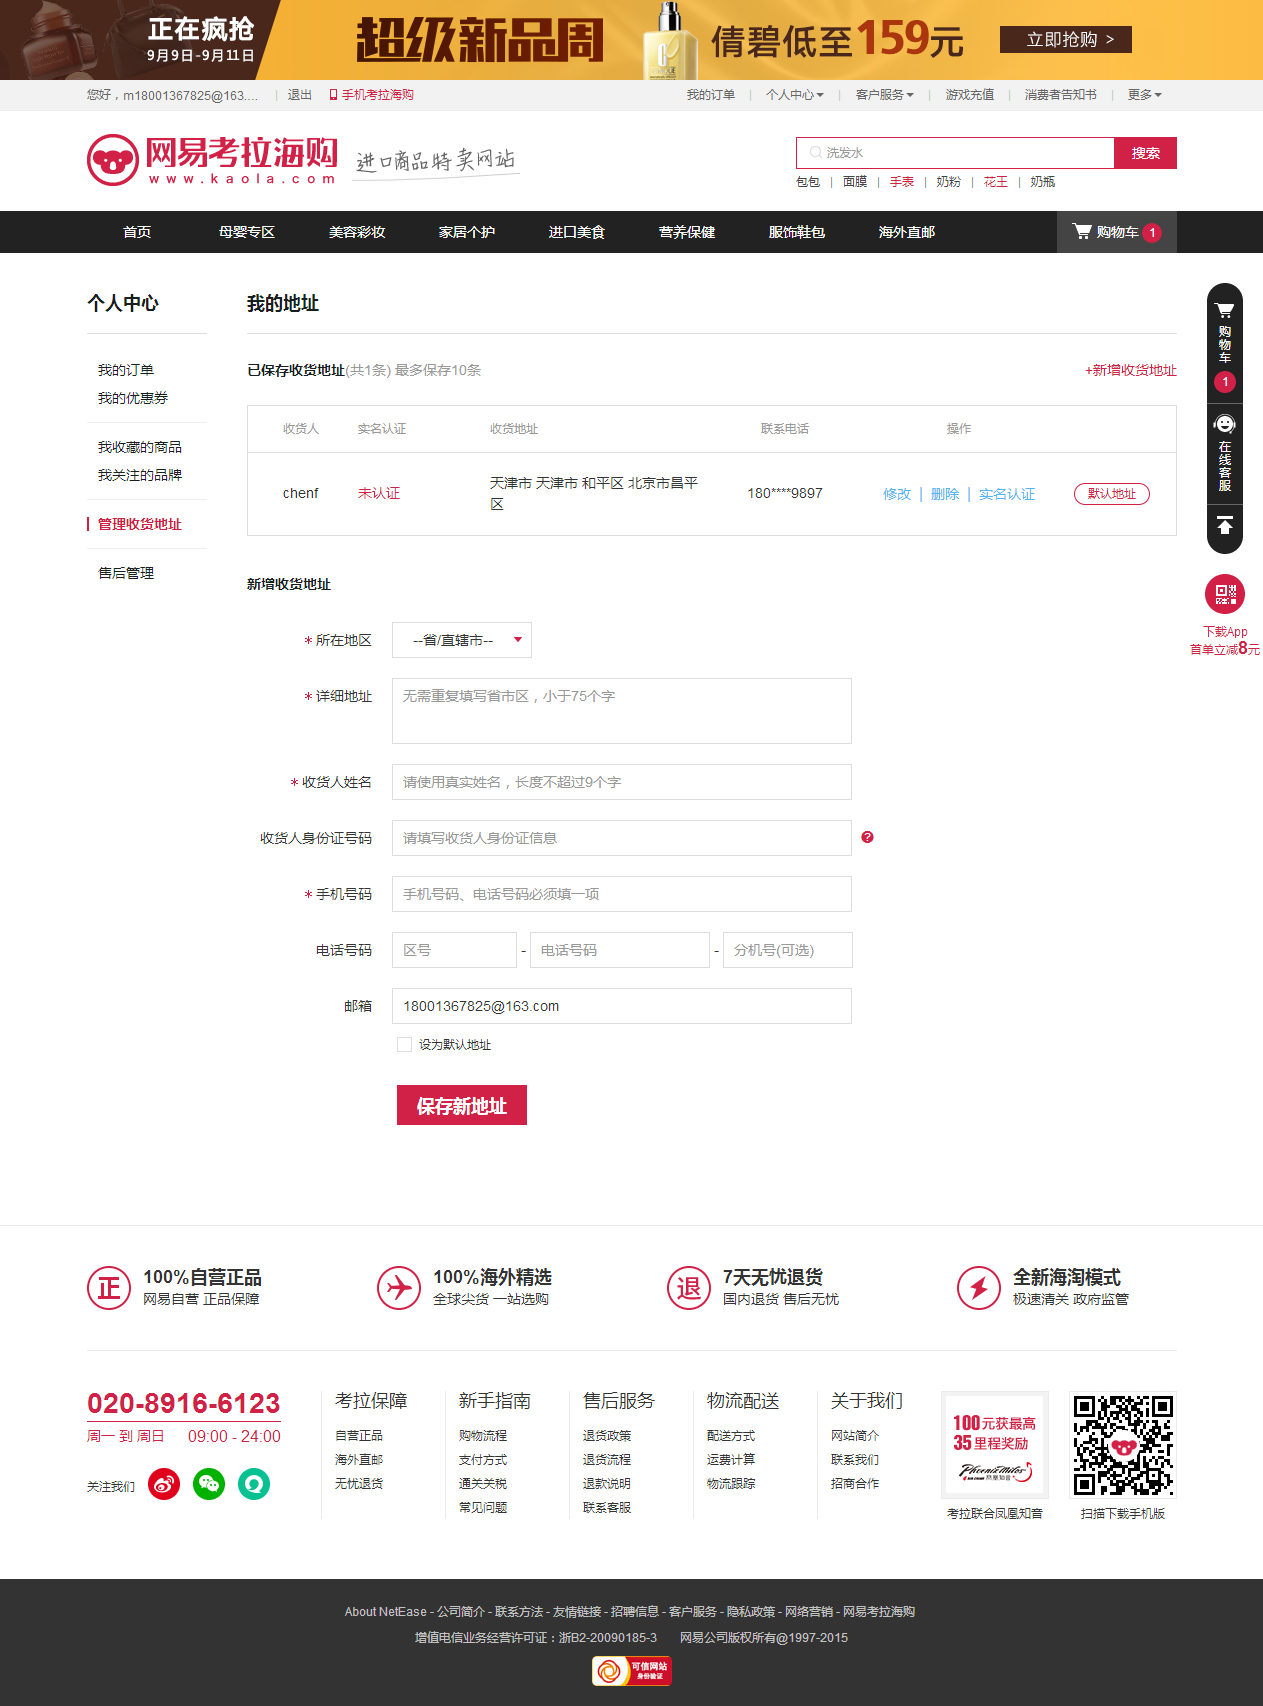 正在疯抢
9月9日-9月11日
超级新品周
倩碧低至159元
立即抢购 >
您好，m18001367825@163.... | 退出 手机考拉海购
我的订单 | 个人中心 | 客户服务 | 游戏充值 | 消费者告知书 | 更多
网易考拉海购
www.kaola.com
进口商品特卖网站
洗发水
搜索
包包 | 面膜 | 手表 | 奶粉 | 花王 | 奶瓶
首页 母婴专区 美容彩妆 家居个护 进口美食 营养保健 服饰鞋包 海外直邮 购物车 1
个人中心
我的订单
我的优惠券
我收藏的商品
我关注的品牌
管理收货地址
售后管理
我的地址
已保存收货地址(共1条) 最多保存10条 +新增收货地址
收货人 实名认证 收货地址 联系电话 操作
chenf 未认证 天津市 天津市 和平区 北京市昌平区 180****9897 修改 | 删除 | 实名认证 默认地址
新增收货地址
* 所在地区 --省/直辖市--
* 详细地址 无需重复填写省市区，小于75个字
* 收货人姓名 请使用真实姓名，长度不超过9个字
收货人身份证号码 请填写收货人身份证信息 ?
* 手机号码 手机号码、电话号码必须填一项
电话号码 区号 - 电话号码 - 分机号(可选)
邮箱 18001367825@163.com
设为默认地址
保存新地址
购物车
1
在线客服
下载App
首单立减8元
正 100%自营正品
网易自营 正品保障
100%海外精选
全球尖货 一站选购
退 7天无忧退货
国内退货 售后无忧
全新海淘模式
极速清关 政府监管
020-8916-6123
周一 到 周日 09:00 - 24:00
关注我们
考拉保障
自营正品
海外直邮
无忧退货
新手指南
购物流程
支付方式
通关关税
常见问题
售后服务
退货政策
退货流程
退款说明
联系客服
物流配送
配送方式
运费计算
物流跟踪
关于我们
网站简介
联系我们
招商合作
100元获最高
35里程奖励
PhoenixMiles
凤凰知音
考拉联合凤凰知音
扫描下载手机版
About NetEase - 公司简介 - 联系方法 - 友情链接 - 招聘信息 - 客户服务 - 隐私政策 - 网络营销 - 网易考拉海购
增值电信业务经营许可证：浙B2-20090185-3 网易公司版权所有@1997-2015
可信网站
身份验证